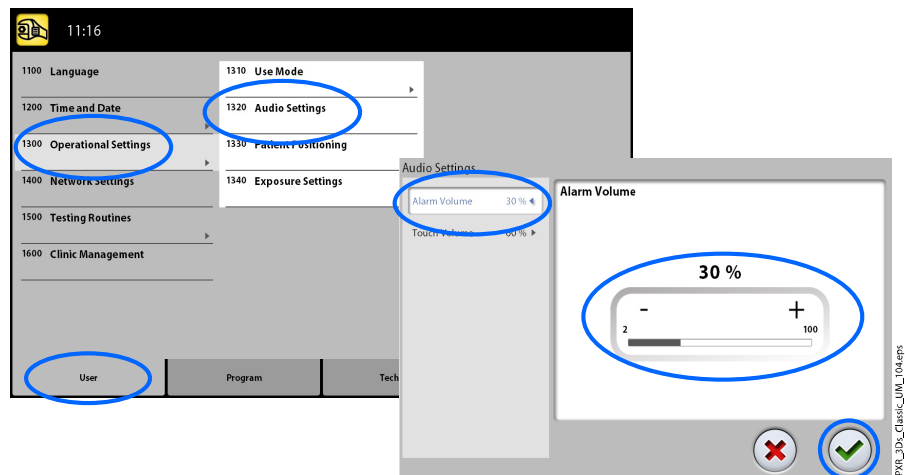 11:16
1100 Language
1200 Time and Date
1300 Operational Settings
1400 Network Settings
1500 Testing Routines
1600 Clinic Management
1310 Use Mode
1320 Audio Settings
1330 Patient Positioning
1340 Exposure Settings
User
Program
Tech
Audio Settings
Alarm Volume 30 %
Touch Volume 60 %
Alarm Volume
30 %
- +
2 100
PXR_3Ds_Classic_UM_104.eps